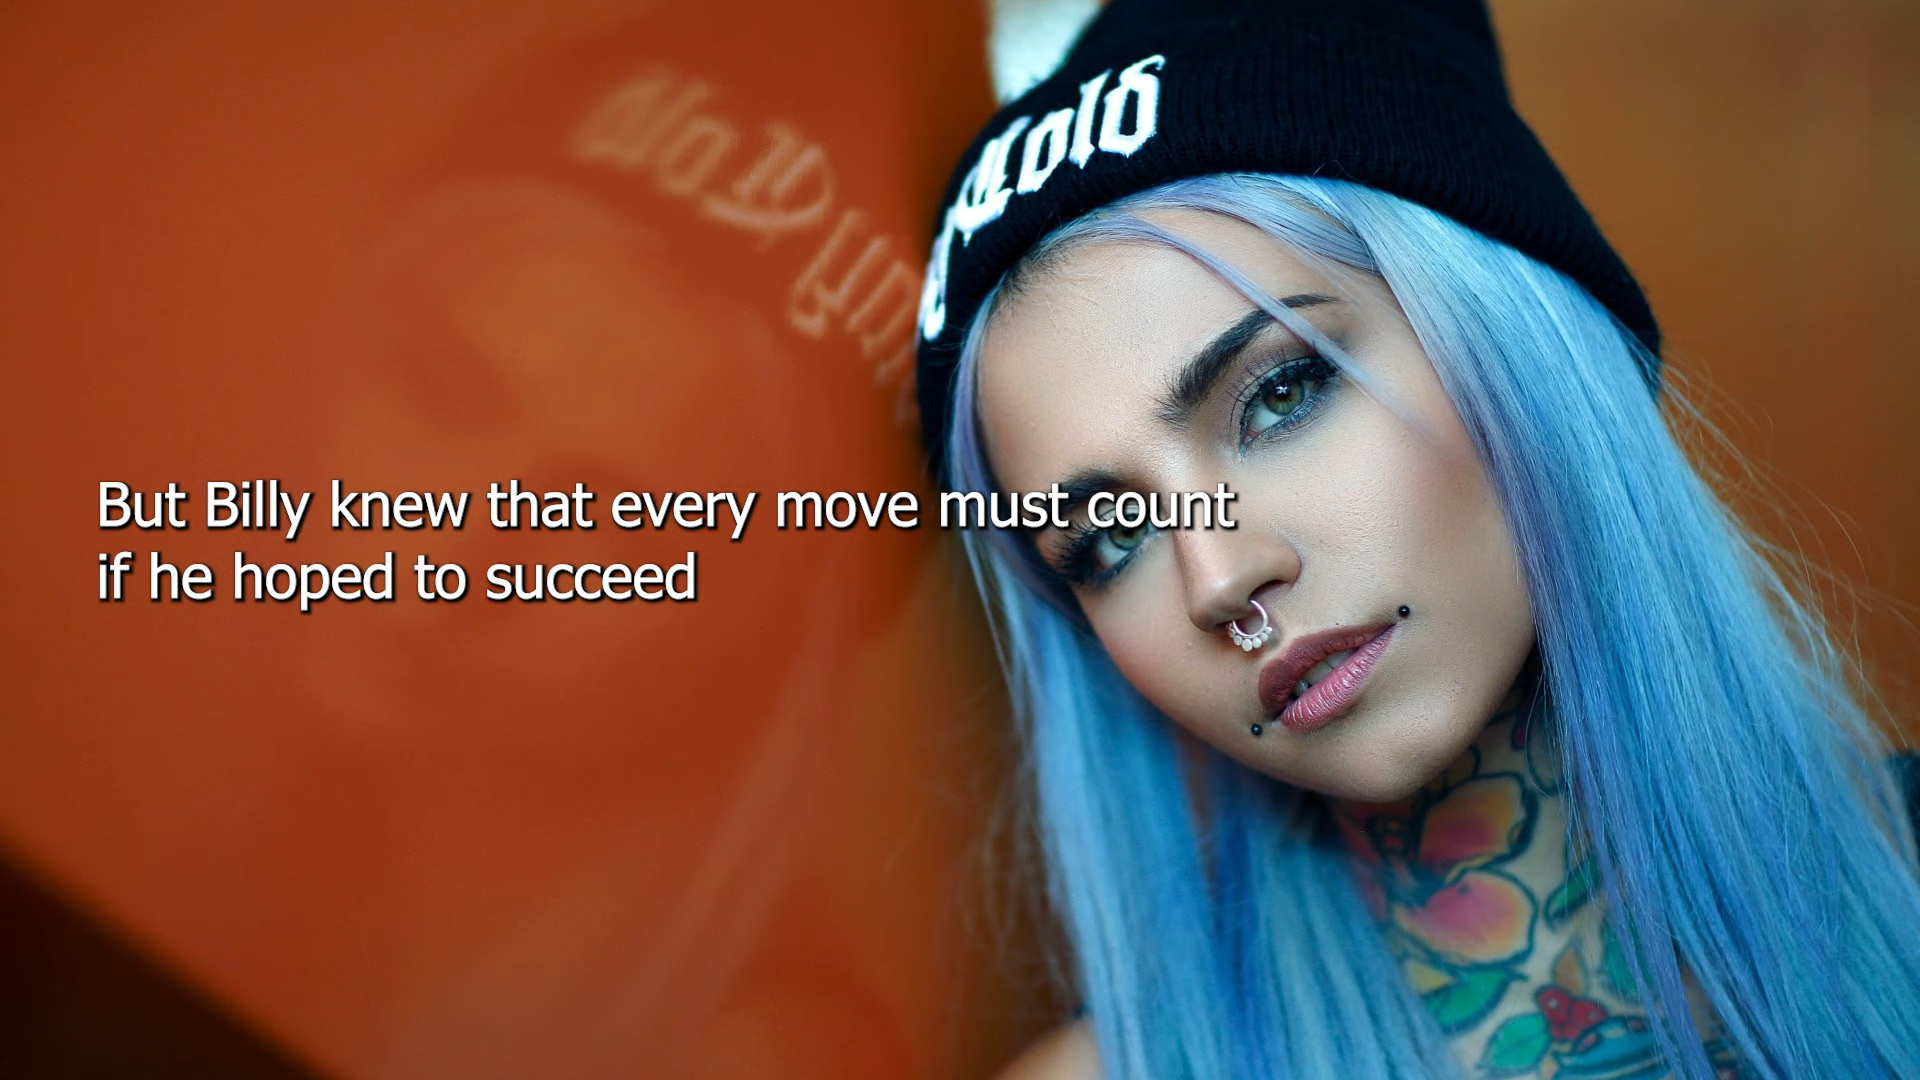 But Billy knew that every move must count
if he hoped to succeed